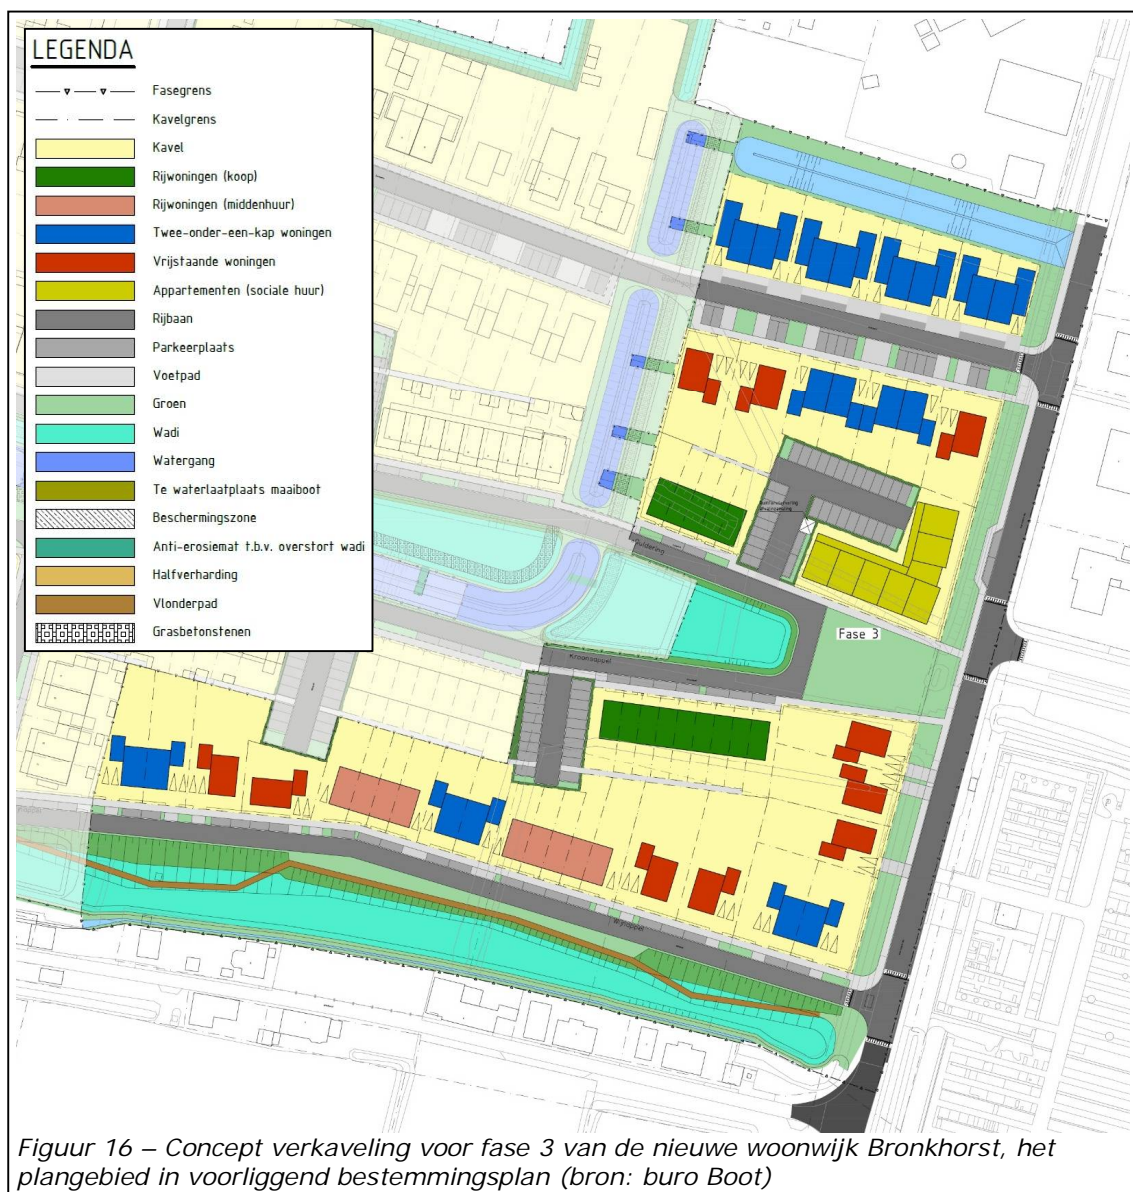 LEGENDA
Fasegrens
Kavelgrens
Kavel
Rijwoningen (koop)
Rijwoningen (middenhuur)
Twee-onder-een-kap woningen
Vrijstaande woningen
Appartementen (sociale huur)
Rijbaan
Parkeerplaats
Voetpad
Groen
Wadi
Watergang
Te waterlaatplaats maaiboot
Beschermingszone
Anti-erosiemat t.b.v. overstort wadi
Halfverharding
Vlonderpad
Grasbetonstenen
Guldering
Fase 3
Kroonsappel
Wijnappel
Figuur 16 – Concept verkaveling voor fase 3 van de nieuwe woonwijk Bronkhorst, het
plangebied in voorliggend bestemmingsplan (bron: buro Boot)